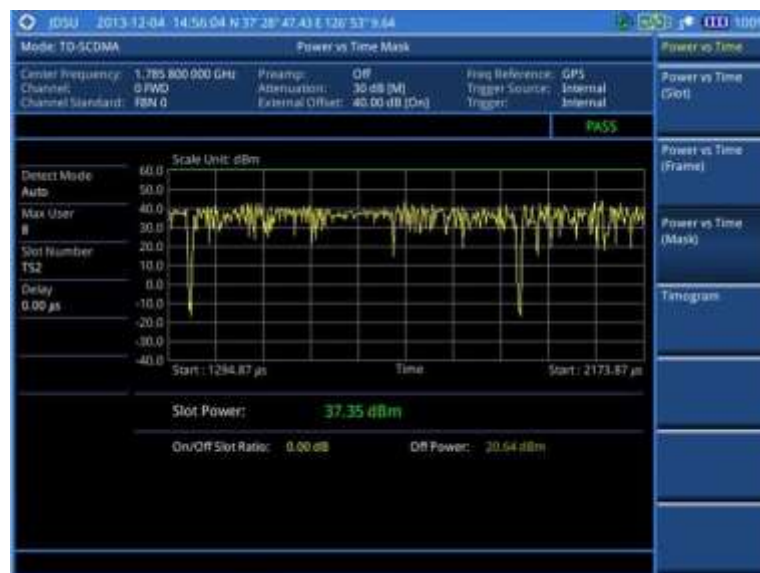 JDSU 2013-12-04 14:56:04 N 37° 28' 47.43 E 126° 53' 9.64 100%
Mode: TD-SCDMA Power vs Time Mask Power vs Time
Center Frequency: 1.785 800 000 GHz Preamp: Off Freq Reference: GPS
Channel: 0 FWD Attenuation: 30 dB [M] Trigger Source: Internal
Channel Standard: FBN 0 External Offset: 40.00 dB [On] Trigger: Internal
Power vs Time (Slot)
PASS
Power vs Time (Frame)
Scale Unit: dBm
Detect Mode
Auto
Max User
8
Slot Number
TS2
Delay
0.00 µs
60.0
50.0
40.0
30.0
20.0
10.0
0.0
-10.0
-20.0
-30.0
-40.0
Power vs Time (Mask)
Timogram
Start : 1294.87 µs Time Start : 2173.87 µs
Slot Power: 37.35 dBm
On/Off Slot Ratio: 0.00 dB Off Power: 20.64 dBm